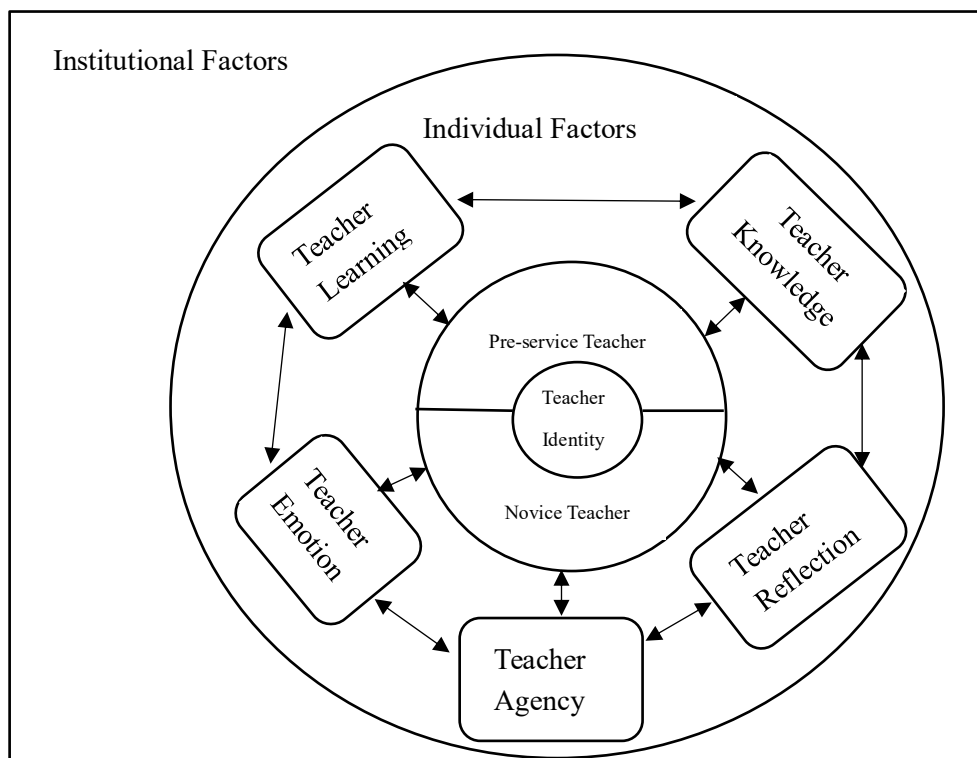 Institutional Factors
Individual Factors
Teacher
Learning
Teacher
Knowledge
Pre-service Teacher
Teacher
Identity
Novice Teacher
Teacher
Emotion
Teacher
Reflection
Teacher
Agency